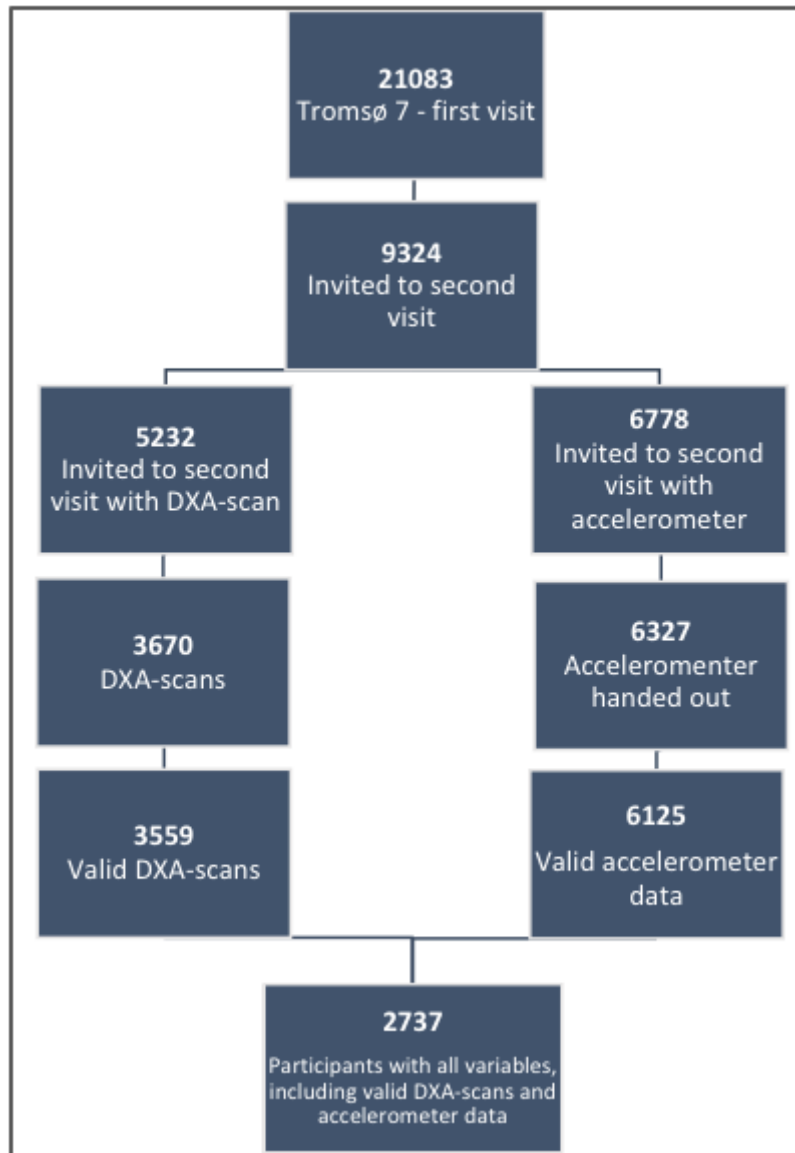 21083
Tromsø 7 - first visit
9324
Invited to second
visit
5232
Invited to second
visit with DXA-scan
6778
Invited to second
visit with
accelerometer
3670
DXA-scans
6327
Acceleromenter
handed out
3559
Valid DXA-scans
6125
Valid accelerometer
data
2737
Participants with all variables,
including valid DXA-scans and
accelerometer data